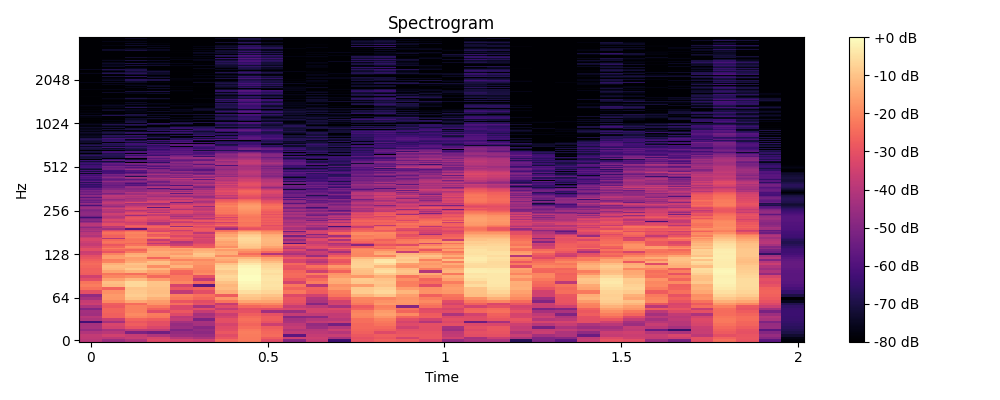 Spectrogram
Hz
2048
1024
512
256
128
64
0
0
0.5
1
1.5
2
Time
+0 dB
-10 dB
-20 dB
-30 dB
-40 dB
-50 dB
-60 dB
-70 dB
-80 dB